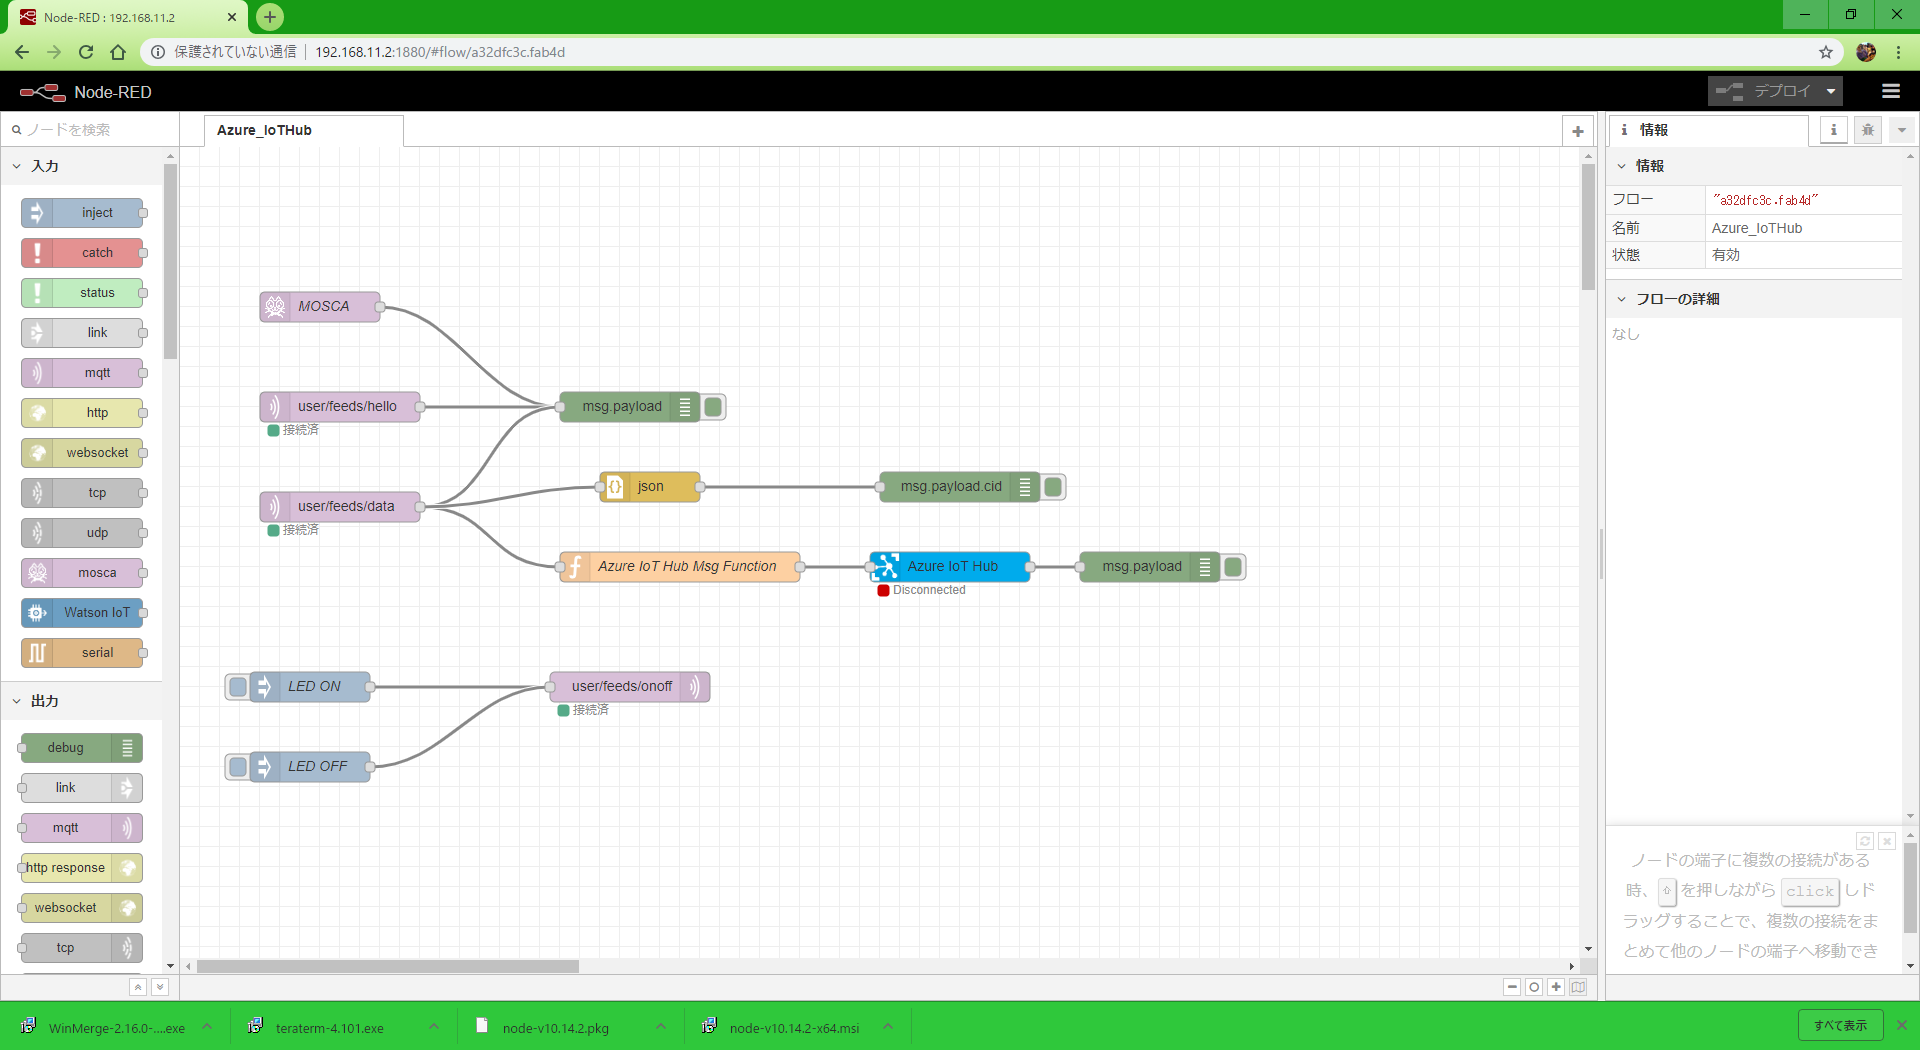 Node-RED : 192.168.11.2
保護されていない通信
192.168.11.2:1880/#flow/a32dfc3c.fab4d
Node-RED
デプロイ
ノードを検索
入力
inject
catch
status
link
mqtt
http
websocket
tcp
udp
mosca
Watson IoT
serial
出力
debug
link
mqtt
http response
websocket
tcp
Azure_IoTHub
MOSCA
user/feeds/hello
接続済
msg.payload
user/feeds/data
接続済
json
msg.payload.cid
Azure IoT Hub Msg Function
Azure IoT Hub
Disconnected
msg.payload
LED ON
user/feeds/onoff
接続済
LED OFF
情報
情報
フロー "a32dfc3c.fab4d"
名前 Azure_IoTHub
状態 有効
フローの詳細
なし
ノードの端子に複数の接続がある
時、⇧を押しながら click しド
ラッグすることで、複数の接続をま
とめて他のノードの端子へ移動でき
WinMerge-2.16.0-....exe
teraterm-4.101.exe
node-v10.14.2.pkg
node-v10.14.2-x64.msi
すべて表示